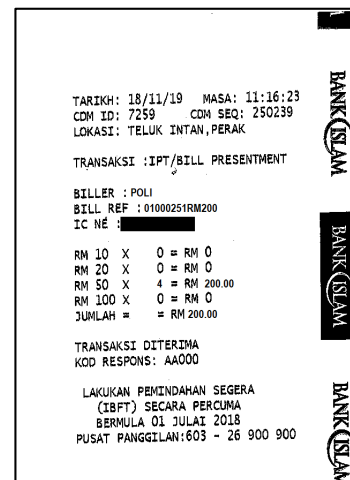 TARIKH: 18/11/19 MASA: 11:16:23
CDM ID: 7259 CDM SEQ: 250239
LOKASI: TELUK INTAN,PERAK
TRANSAKSI :IPT/BILL PRESENTMENT
BILLER : POLI
BILL REF : 01000251RM200
IC NE :
RM 10 X 0 = RM 0
RM 20 X 0 = RM 0
RM 50 X 4 = RM 200.00
RM 100 X 0 = RM 0
JUMLAH = = RM 200.00
TRANSAKSI DITERIMA
KOD RESPONS: AA000
LAKUKAN PEMINDAHAN SEGERA
(IBFT) SECARA PERCUMA
BERMULA 01 JULAI 2018
PUSAT PANGGILAN:603 - 26 900 900
BANK ISLAM
BANK ISLAM
BANK ISLAM